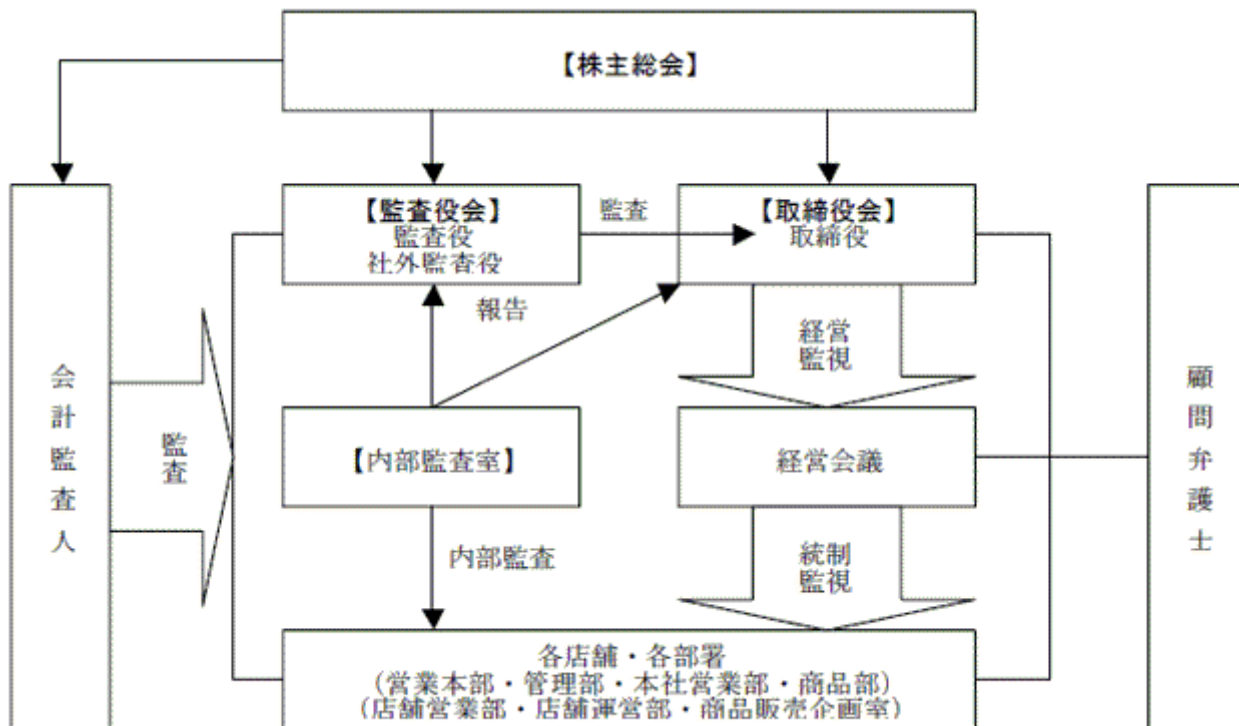 【株主総会】
【監査役会】
監査役
社外監査役
監査
【取締役会】
取締役
報告
経営
監視
会計監査人
監査
【内部監査室】
経営会議
顧問弁護士
内部監査
統制
監視
各店舗・各部署
(営業本部・管理部・本社営業部・商品部)
(店舗営業部・店舗運営部・商品販売企画室)